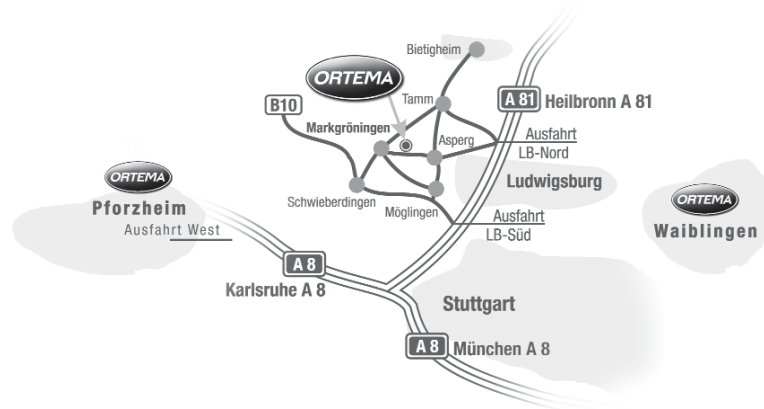 Bietigheim
ORTEMA
Tamm
A 81 Heilbronn A 81
B10
Markgröningen
Asperg
Ausfahrt
LB-Nord
ORTEMA
Pforzheim
Ausfahrt West
Schwieberdingen
Möglingen
Ludwigsburg
ORTEMA
Waiblingen
Ausfahrt
LB-Süd
A 8
Karlsruhe A 8
Stuttgart
A 8 München A 8